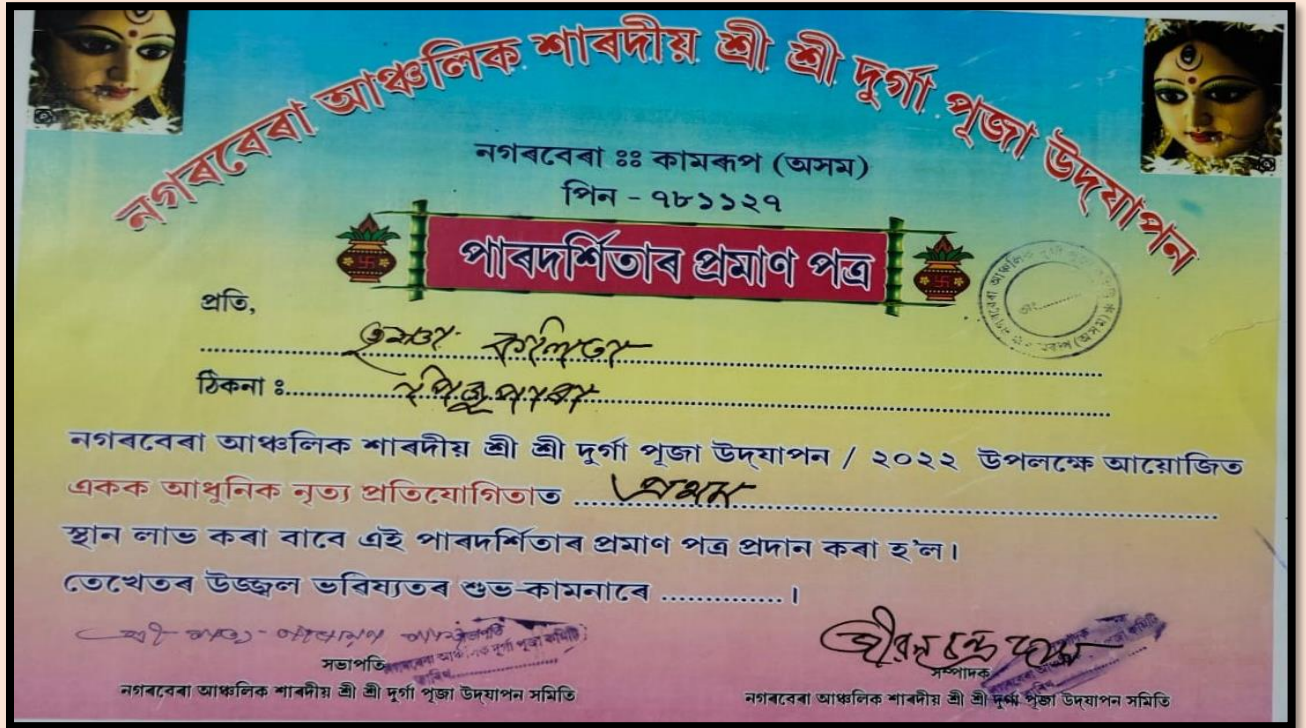 নগৰবেৰা আঞ্চলিক শাৰদীয় শ্ৰী শ্ৰী দুৰ্গা পূজা উদ্‌যাপন
নগৰবেৰা ঃঃ কামৰূপ (অসম)
পিন - ৭৮১১২৭
পাৰদৰ্শিতাৰ প্ৰমাণ পত্ৰ
প্ৰতি,
কলিতা
ঠিকনা ঃ
নগৰবেৰা আঞ্চলিক শাৰদীয় শ্ৰী শ্ৰী দুৰ্গা পূজা উদ্‌যাপন / ২০২২ উপলক্ষে আয়োজিত
একক আধুনিক নৃত্য প্ৰতিযোগিতাত প্ৰথম
স্থান লাভ কৰা বাবে এই পাৰদৰ্শিতাৰ প্ৰমাণ পত্ৰ প্ৰদান কৰা হ'ল।
তেখেতৰ উজ্জ্বল ভৱিষ্যতৰ শুভ-কামনাৰে ..............।
সভাপতি
নগৰবেৰা আঞ্চলিক শাৰদীয় শ্ৰী শ্ৰী দুৰ্গা পূজা উদ্‌যাপন সমিতি
সম্পাদক
নগৰবেৰা আঞ্চলিক শাৰদীয় শ্ৰী শ্ৰী দুৰ্গা পূজা উদ্‌যাপন সমিতি